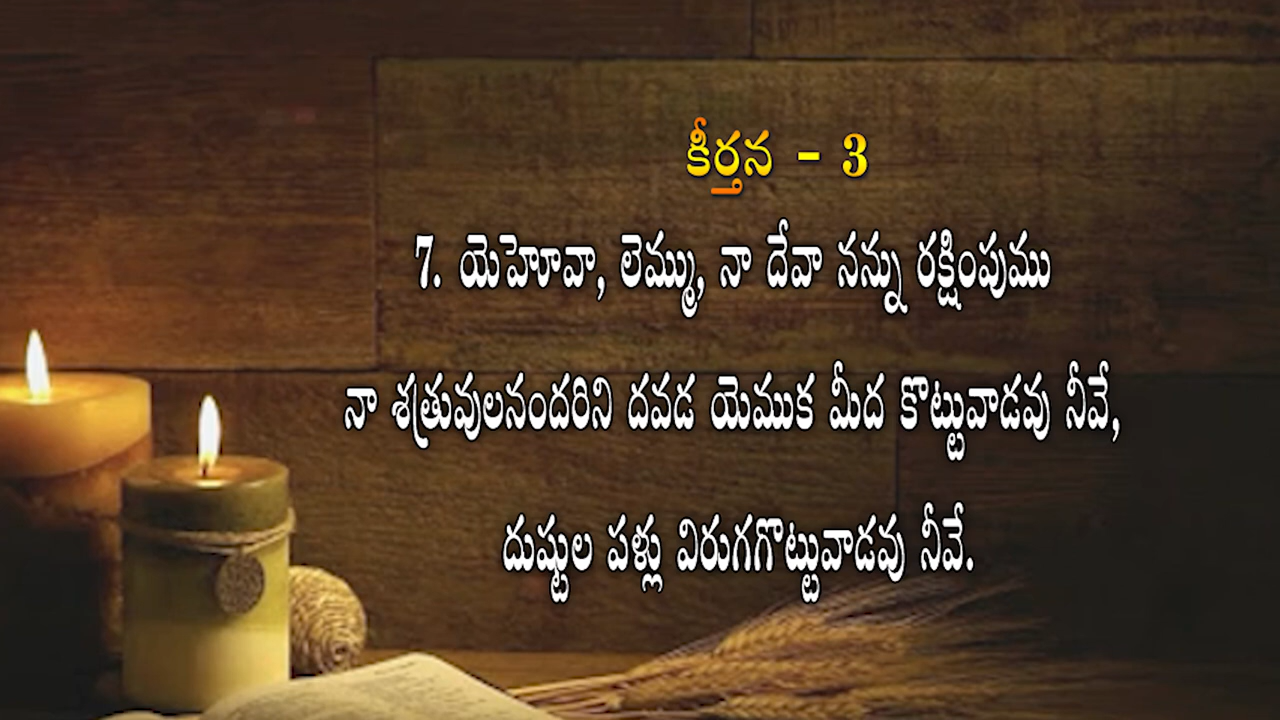 కీర్తన - 3
7. యెహోవా, లెమ్ము, నా దేవా నన్ను రక్షింపుము
నా శత్రువులనందరిని దవడ యెముక మీద కొట్టువాడవు నీవే,
దుష్టుల పళ్లు విరుగగొట్టువాడవు నీవే.